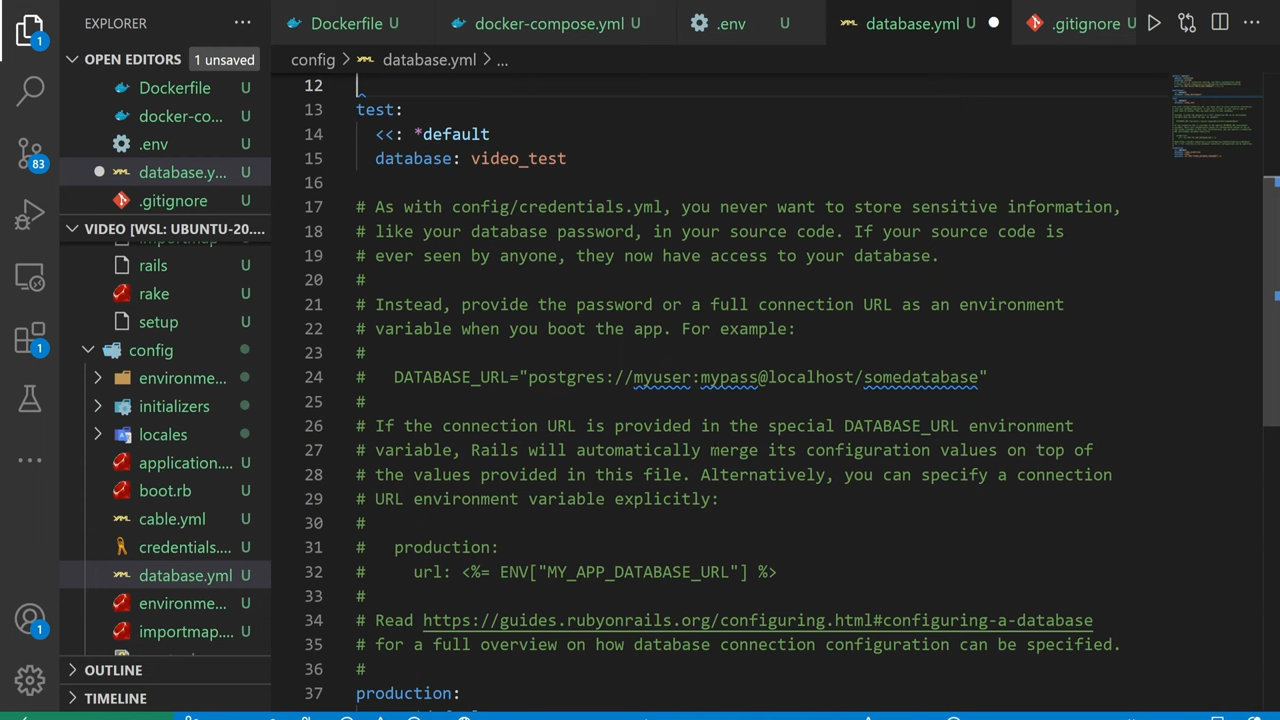 EXPLORER
OPEN EDITORS 1 unsaved
Dockerfile U
docker-co... U
.env U
database.y... U
.gitignore U
VIDEO [WSL: UBUNTU-20....
rails U
rake U
setup U
config
environme...
initializers
locales
application.... U
boot.rb U
cable.yml U
credentials.... U
database.yml U
environme... U
importmap.... U
OUTLINE
TIMELINE
1
83
1
1
Dockerfile U
docker-compose.yml U
.env U
database.yml U
.gitignore U
config > database.yml > ...
12
13 test:
14 <<: *default
15 database: video_test
16
17 # As with config/credentials.yml, you never want to store sensitive information,
18 # like your database password, in your source code. If your source code is
19 # ever seen by anyone, they now have access to your database.
20 #
21 # Instead, provide the password or a full connection URL as an environment
22 # variable when you boot the app. For example:
23 #
24 # DATABASE_URL="postgres://myuser:mypass@localhost/somedatabase"
25 #
26 # If the connection URL is provided in the special DATABASE_URL environment
27 # variable, Rails will automatically merge its configuration values on top of
28 # the values provided in this file. Alternatively, you can specify a connection
29 # URL environment variable explicitly:
30 #
31 # production:
32 # url: <%= ENV["MY_APP_DATABASE_URL"] %>
33 #
34 # Read https://guides.rubyonrails.org/configuring.html#configuring-a-database
35 # for a full overview on how database connection configuration can be specified.
36 #
37 production: